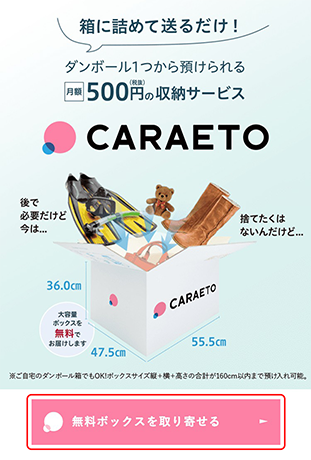 箱に詰めて送るだけ!
ダンボール1つから預けられる
月額500円(税抜)の収納サービス
CARAETO
後で
必要だけど
今は...
捨てたくは
ないんだけど...
36.0cm
CARAETO
大容量
ボックスを
無料で
お届けします
47.5cm
55.5cm
※ご自宅のダンボール箱でもOK!ボックスサイズ縦+横+高さの合計が160cm以内まで預け入れ可能。
無料ボックスを取り寄せる